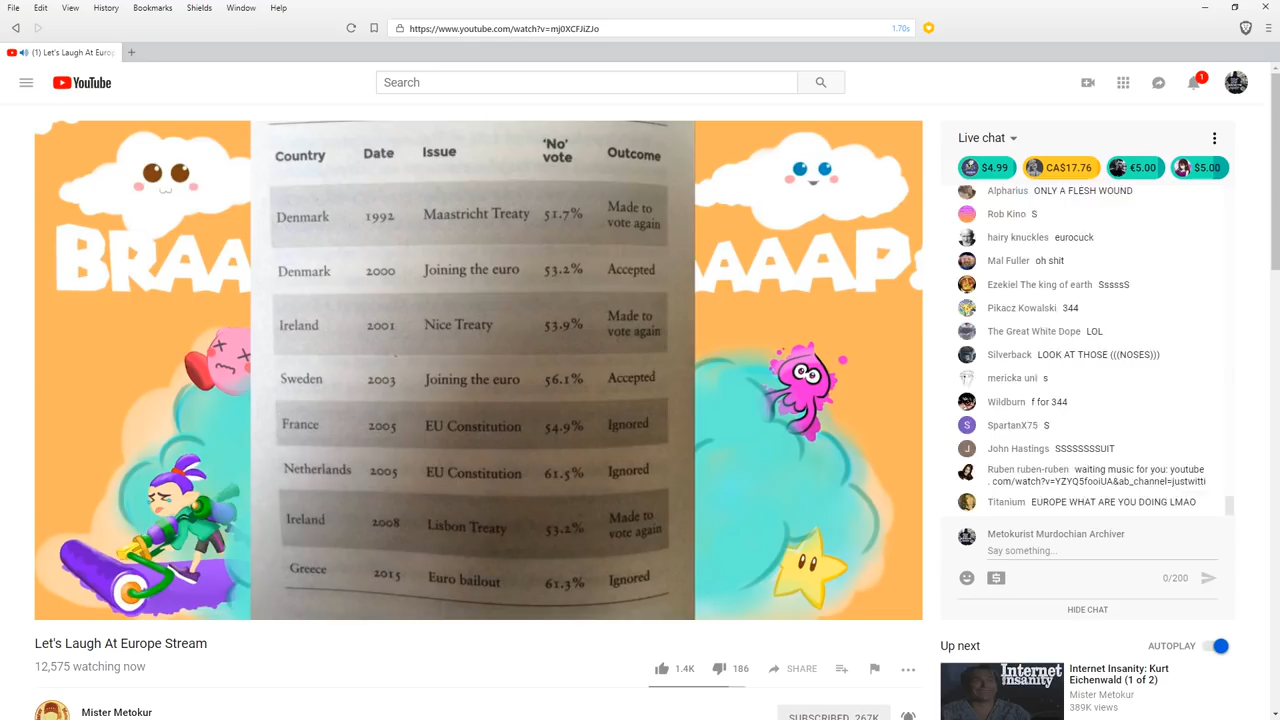 File Edit View History Bookmarks Shields Window Help
https://www.youtube.com/watch?v=mj0XCFJiZJo 1.70s
(1) Let's Laugh At Europ
YouTube
Search
1
Country Date Issue 'No' vote Outcome
Denmark 1992 Maastricht Treaty 51.7% Made to vote again
Denmark 2000 Joining the euro 53.2% Accepted
Ireland 2001 Nice Treaty 53.9% Made to vote again
Sweden 2003 Joining the euro 56.1% Accepted
France 2005 EU Constitution 54.9% Ignored
Netherlands 2005 EU Constitution 61.5% Ignored
Ireland 2008 Lisbon Treaty 53.2% Made to vote again
Greece 2015 Euro bailout 61.3% Ignored
BRAA
AAAAP!
Live chat
$4.99 CA$17.76 €5.00 $5.00
Alpharius ONLY A FLESH WOUND
Rob Kino S
hairy knuckles eurocuck
Mal Fuller oh shit
Ezekiel The king of earth SssssS
Pikacz Kowalski 344
The Great White Dope LOL
Silverback LOOK AT THOSE (((NOSES)))
mericka uni s
Wildburn f for 344
S SpartanX75 S
J John Hastings SSSSSSSSUIT
Ruben ruben-ruben waiting music for you: youtube
. com/watch?v=YZYQ5fooiUA&ab_channel=justwitti
Titanium EUROPE WHAT ARE YOU DOING LMAO
Metokurist Murdochian Archiver
Say something...
0/200
HIDE CHAT
Let's Laugh At Europe Stream
12,575 watching now
1.4K 186 SHARE
Mister Metokur
SUBSCRIBED 267K
Up next AUTOPLAY
Internet
Insanity
Internet Insanity: Kurt
Eichenwald (1 of 2)
Mister Metokur
389K views